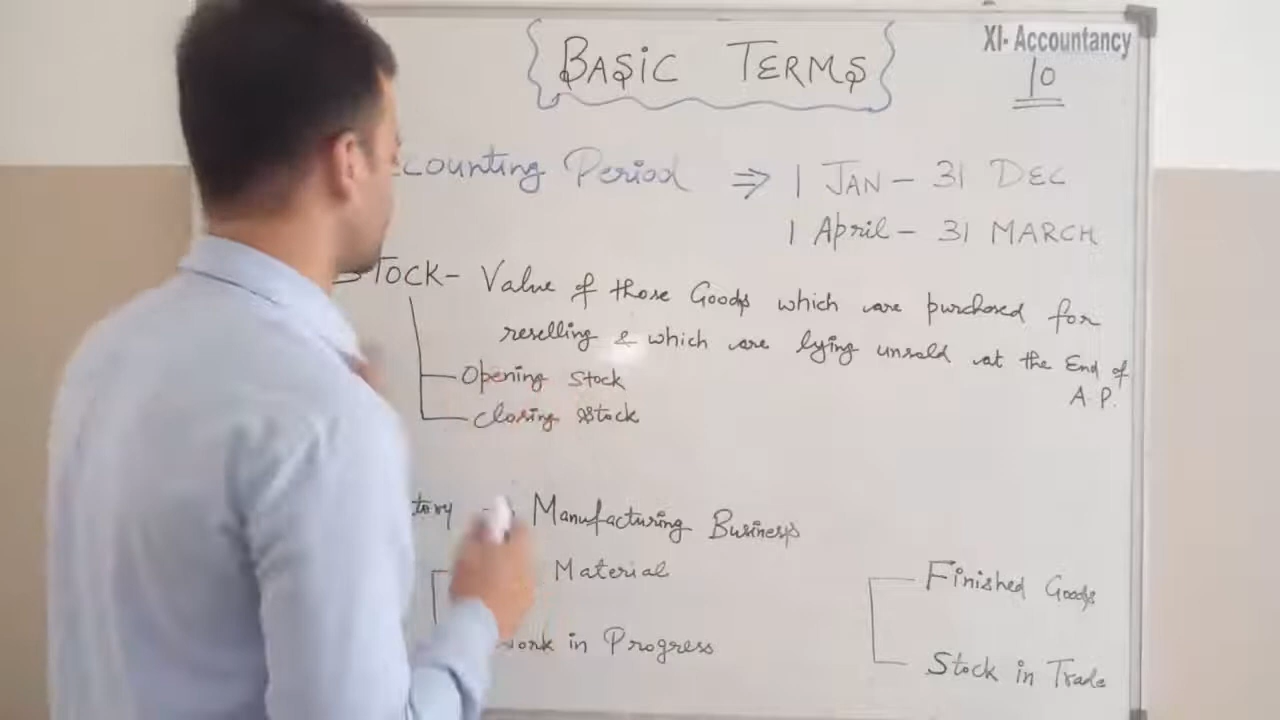 BASIC TERMS
XI- Accountancy
10
counting Period ⇒ 1 JAN – 31 DEC
1 April – 31 MARCH
STOCK – Value of those Goods which are purchased for
reselling & which are lying unsold at the End of
A.P.
Opening Stock
Closing Stock
tory Manufacturing Business
Material
Work in Progress
Finished Goods
Stock in Trade